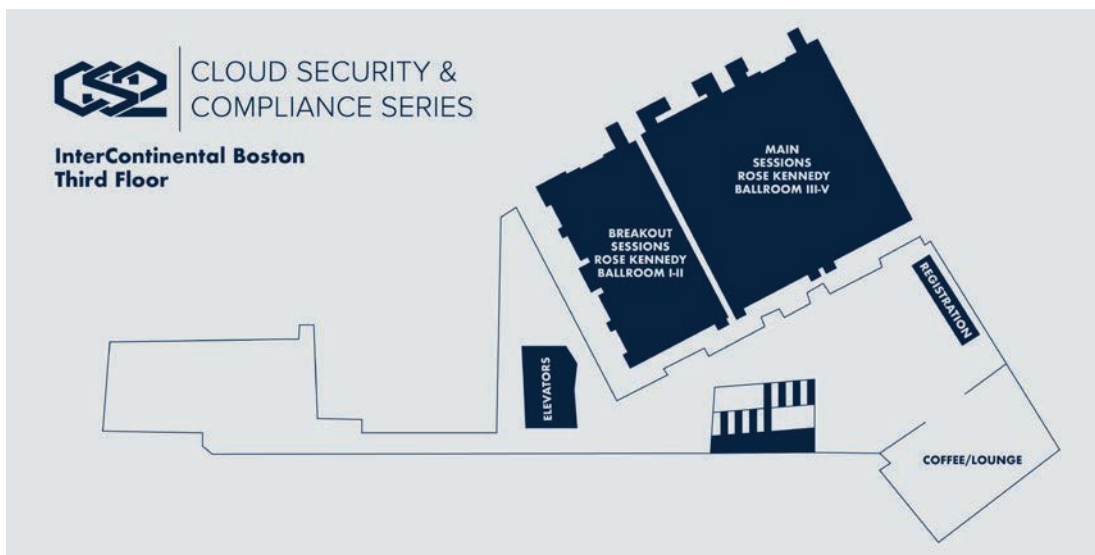 CS2
CLOUD SECURITY &
COMPLIANCE SERIES
InterContinental Boston
Third Floor
MAIN
SESSIONS
ROSE KENNEDY
BALLROOM III-V
BREAKOUT
SESSIONS
ROSE KENNEDY
BALLROOM I-II
REGISTRATION
ELEVATORS
COFFEE/LOUNGE